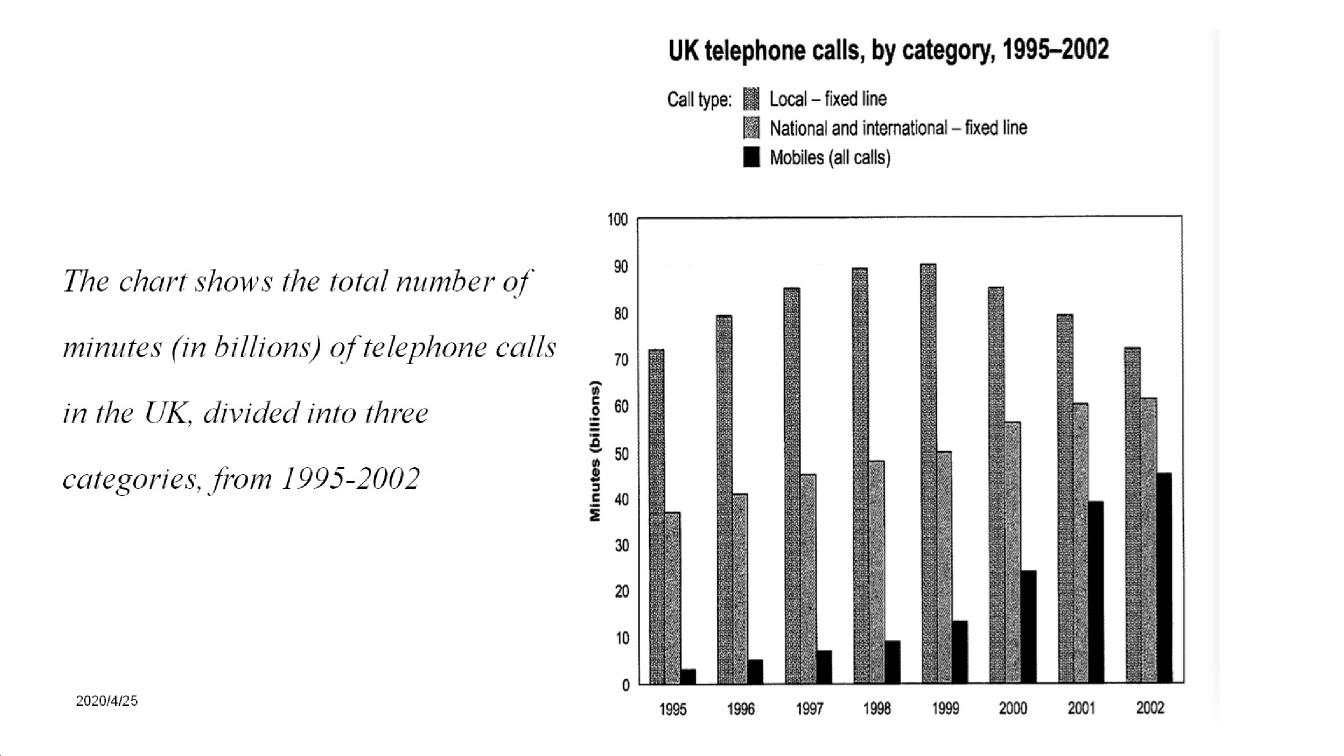 UK telephone calls, by category, 1995–2002
Call type: Local – fixed line
National and international – fixed line
Mobiles (all calls)
The chart shows the total number of
minutes (in billions) of telephone calls
in the UK, divided into three
categories, from 1995-2002
Minutes (billions)
100
90
80
70
60
50
40
30
20
10
0
1995 1996 1997 1998 1999 2000 2001 2002
2020/4/25